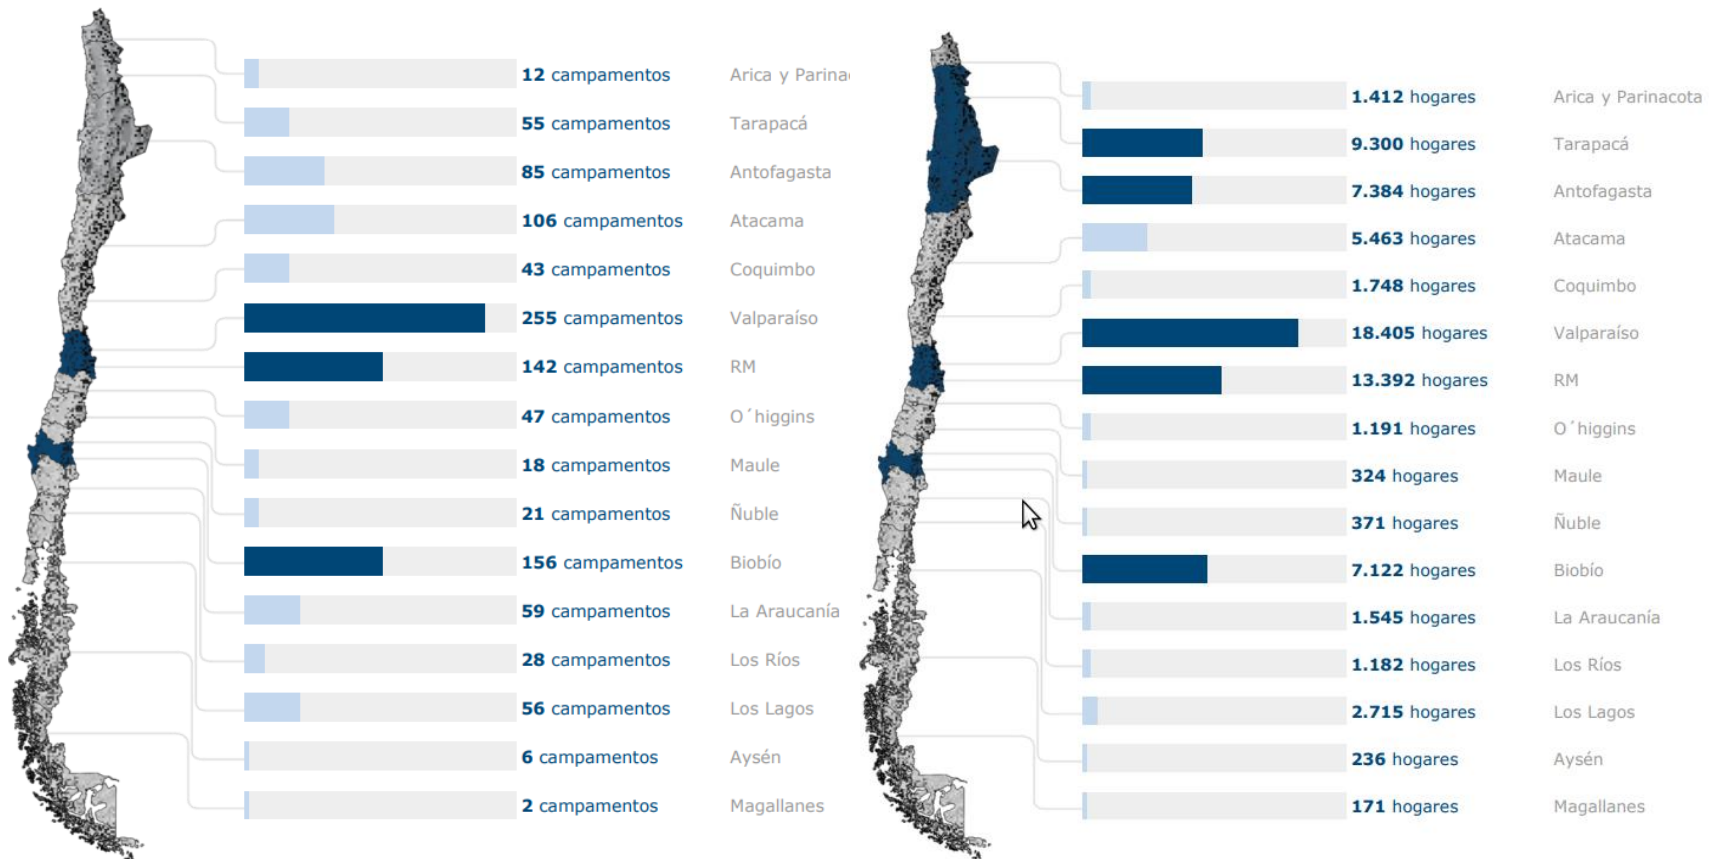 12 campamentos Arica y Parina
55 campamentos Tarapacá
85 campamentos Antofagasta
106 campamentos Atacama
43 campamentos Coquimbo
255 campamentos Valparaíso
142 campamentos RM
47 campamentos O´higgins
18 campamentos Maule
21 campamentos Ñuble
156 campamentos Biobío
59 campamentos La Araucanía
28 campamentos Los Ríos
56 campamentos Los Lagos
6 campamentos Aysén
2 campamentos Magallanes
1.412 hogares Arica y Parinacota
9.300 hogares Tarapacá
7.384 hogares Antofagasta
5.463 hogares Atacama
1.748 hogares Coquimbo
18.405 hogares Valparaíso
13.392 hogares RM
1.191 hogares O´higgins
324 hogares Maule
371 hogares Ñuble
7.122 hogares Biobío
1.545 hogares La Araucanía
1.182 hogares Los Ríos
2.715 hogares Los Lagos
236 hogares Aysén
171 hogares Magallanes